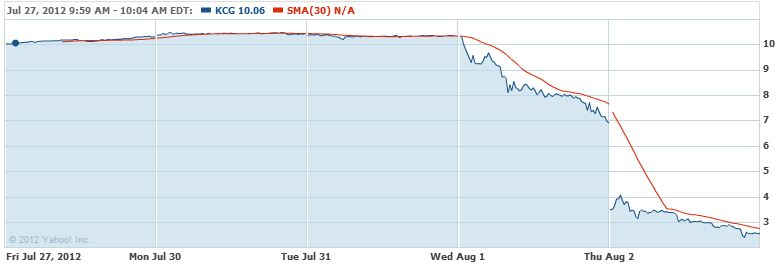 Jul 27, 2012 9:59 AM - 10:04 AM EDT: KCG 10.06 SMA(30) N/A
10
9
8
7
6
5
4
3
© 2012 Yahoo! Inc.
Fri Jul 27, 2012 Mon Jul 30 Tue Jul 31 Wed Aug 1 Thu Aug 2